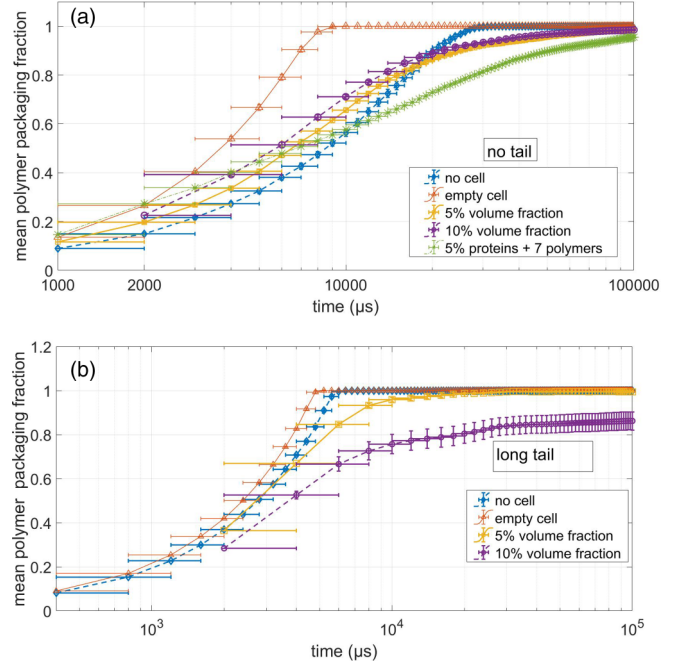 (a)
mean polymer packaging fraction
1
0.8
0.6
0.4
0.2
0
no tail
no cell
empty cell
5% volume fraction
10% volume fraction
5% proteins + 7 polymers
1000
2000
10000
100000
time (µs)
(b)
mean polymer packaging fraction
1.2
1
0.8
0.6
0.4
0.2
0
long tail
no cell
empty cell
5% volume fraction
10% volume fraction
10³
10⁴
10⁵
time (µs)